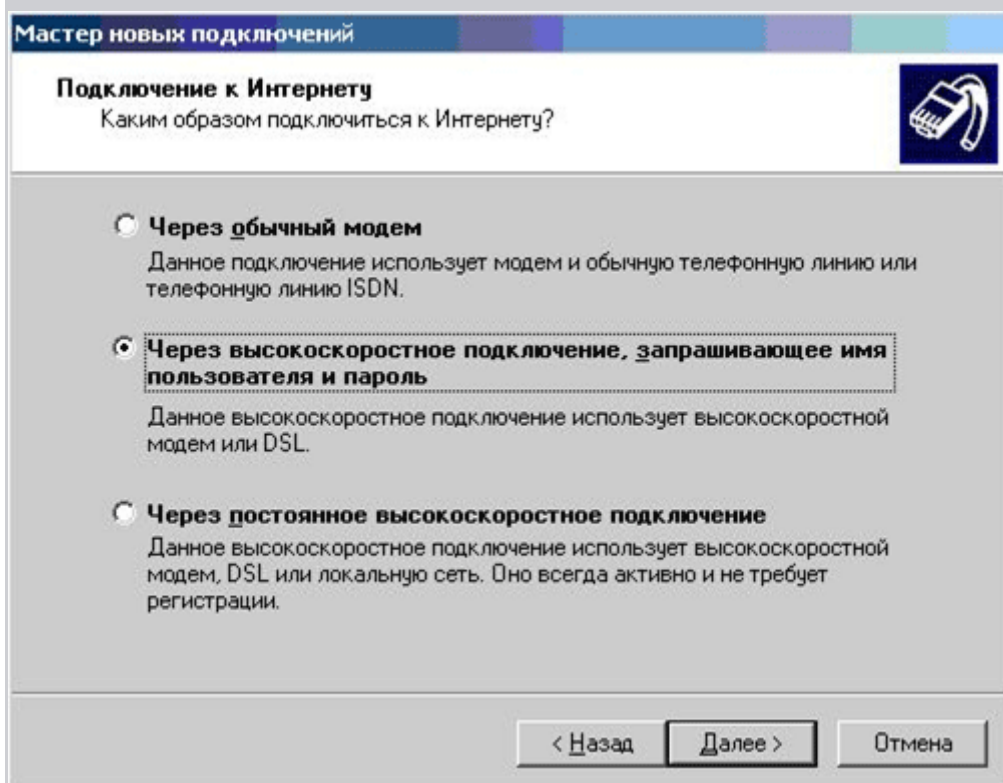 Мастер новых подключений
Подключение к Интернету
Каким образом подключиться к Интернету?
Через обычный модем
Данное подключение использует модем и обычную телефонную линию или
телефонную линию ISDN.
Через высокоскоростное подключение, запрашивающее имя
пользователя и пароль
Данное высокоскоростное подключение использует высокоскоростной
модем или DSL.
Через постоянное высокоскоростное подключение
Данное высокоскоростное подключение использует высокоскоростной
модем, DSL или локальную сеть. Оно всегда активно и не требует
регистрации.
< Назад Далее > Отмена